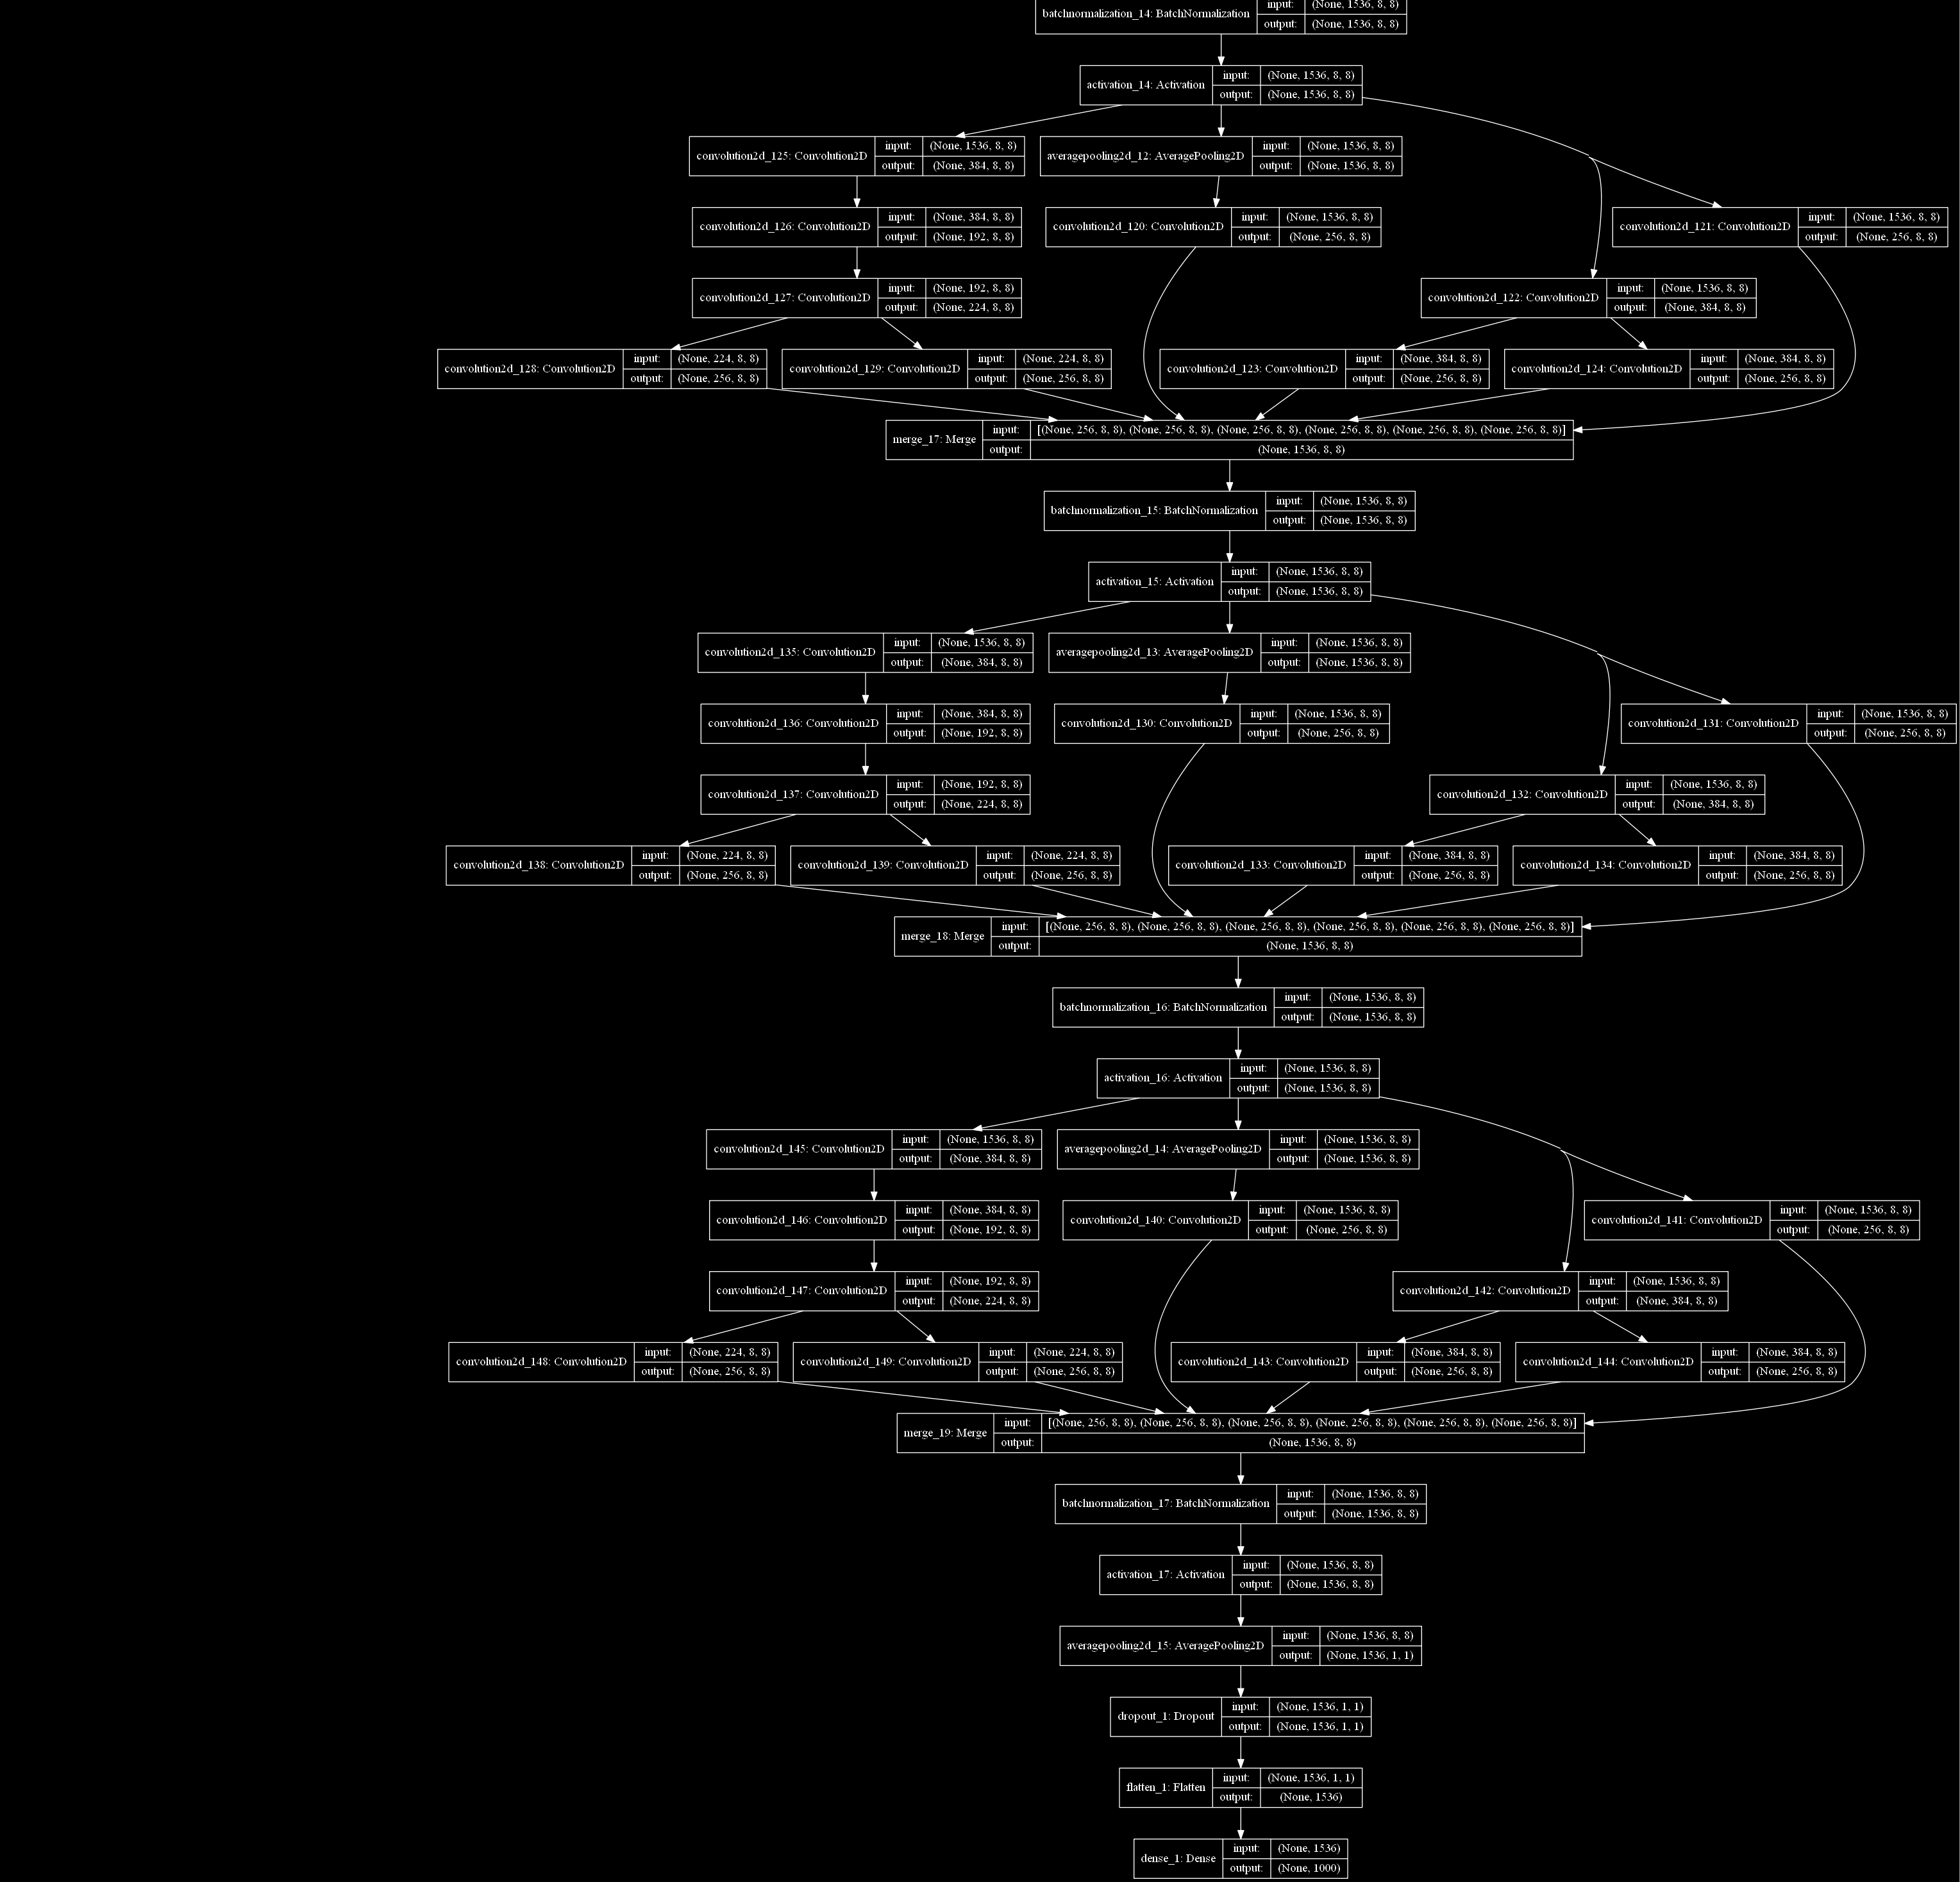 batchnormalization_14: BatchNormalization input: (None, 1536, 8, 8)
output: (None, 1536, 8, 8)
activation_14: Activation input: (None, 1536, 8, 8)
output: (None, 1536, 8, 8)
convolution2d_125: Convolution2D input: (None, 1536, 8, 8)
output: (None, 384, 8, 8)
averagepooling2d_12: AveragePooling2D input: (None, 1536, 8, 8)
output: (None, 1536, 8, 8)
convolution2d_126: Convolution2D input: (None, 384, 8, 8)
output: (None, 192, 8, 8)
convolution2d_120: Convolution2D input: (None, 1536, 8, 8)
output: (None, 256, 8, 8)
convolution2d_121: Convolution2D input: (None, 1536, 8, 8)
output: (None, 256, 8, 8)
convolution2d_127: Convolution2D input: (None, 192, 8, 8)
output: (None, 224, 8, 8)
convolution2d_122: Convolution2D input: (None, 1536, 8, 8)
output: (None, 384, 8, 8)
convolution2d_128: Convolution2D input: (None, 224, 8, 8)
output: (None, 256, 8, 8)
convolution2d_129: Convolution2D input: (None, 224, 8, 8)
output: (None, 256, 8, 8)
convolution2d_123: Convolution2D input: (None, 384, 8, 8)
output: (None, 256, 8, 8)
convolution2d_124: Convolution2D input: (None, 384, 8, 8)
output: (None, 256, 8, 8)
merge_17: Merge input: [(None, 256, 8, 8), (None, 256, 8, 8), (None, 256, 8, 8), (None, 256, 8, 8), (None, 256, 8, 8), (None, 256, 8, 8)]
output: (None, 1536, 8, 8)
batchnormalization_15: BatchNormalization input: (None, 1536, 8, 8)
output: (None, 1536, 8, 8)
activation_15: Activation input: (None, 1536, 8, 8)
output: (None, 1536, 8, 8)
convolution2d_135: Convolution2D input: (None, 1536, 8, 8)
output: (None, 384, 8, 8)
averagepooling2d_13: AveragePooling2D input: (None, 1536, 8, 8)
output: (None, 1536, 8, 8)
convolution2d_136: Convolution2D input: (None, 384, 8, 8)
output: (None, 192, 8, 8)
convolution2d_130: Convolution2D input: (None, 1536, 8, 8)
output: (None, 256, 8, 8)
convolution2d_131: Convolution2D input: (None, 1536, 8, 8)
output: (None, 256, 8, 8)
convolution2d_137: Convolution2D input: (None, 192, 8, 8)
output: (None, 224, 8, 8)
convolution2d_132: Convolution2D input: (None, 1536, 8, 8)
output: (None, 384, 8, 8)
convolution2d_138: Convolution2D input: (None, 224, 8, 8)
output: (None, 256, 8, 8)
convolution2d_139: Convolution2D input: (None, 224, 8, 8)
output: (None, 256, 8, 8)
convolution2d_133: Convolution2D input: (None, 384, 8, 8)
output: (None, 256, 8, 8)
convolution2d_134: Convolution2D input: (None, 384, 8, 8)
output: (None, 256, 8, 8)
merge_18: Merge input: [(None, 256, 8, 8), (None, 256, 8, 8), (None, 256, 8, 8), (None, 256, 8, 8), (None, 256, 8, 8), (None, 256, 8, 8)]
output: (None, 1536, 8, 8)
batchnormalization_16: BatchNormalization input: (None, 1536, 8, 8)
output: (None, 1536, 8, 8)
activation_16: Activation input: (None, 1536, 8, 8)
output: (None, 1536, 8, 8)
convolution2d_145: Convolution2D input: (None, 1536, 8, 8)
output: (None, 384, 8, 8)
averagepooling2d_14: AveragePooling2D input: (None, 1536, 8, 8)
output: (None, 1536, 8, 8)
convolution2d_146: Convolution2D input: (None, 384, 8, 8)
output: (None, 192, 8, 8)
convolution2d_140: Convolution2D input: (None, 1536, 8, 8)
output: (None, 256, 8, 8)
convolution2d_141: Convolution2D input: (None, 1536, 8, 8)
output: (None, 256, 8, 8)
convolution2d_147: Convolution2D input: (None, 192, 8, 8)
output: (None, 224, 8, 8)
convolution2d_142: Convolution2D input: (None, 1536, 8, 8)
output: (None, 384, 8, 8)
convolution2d_148: Convolution2D input: (None, 224, 8, 8)
output: (None, 256, 8, 8)
convolution2d_149: Convolution2D input: (None, 224, 8, 8)
output: (None, 256, 8, 8)
convolution2d_143: Convolution2D input: (None, 384, 8, 8)
output: (None, 256, 8, 8)
convolution2d_144: Convolution2D input: (None, 384, 8, 8)
output: (None, 256, 8, 8)
merge_19: Merge input: [(None, 256, 8, 8), (None, 256, 8, 8), (None, 256, 8, 8), (None, 256, 8, 8), (None, 256, 8, 8), (None, 256, 8, 8)]
output: (None, 1536, 8, 8)
batchnormalization_17: BatchNormalization input: (None, 1536, 8, 8)
output: (None, 1536, 8, 8)
activation_17: Activation input: (None, 1536, 8, 8)
output: (None, 1536, 8, 8)
averagepooling2d_15: AveragePooling2D input: (None, 1536, 8, 8)
output: (None, 1536, 1, 1)
dropout_1: Dropout input: (None, 1536, 1, 1)
output: (None, 1536, 1, 1)
flatten_1: Flatten input: (None, 1536, 1, 1)
output: (None, 1536)
dense_1: Dense input: (None, 1536)
output: (None, 1000)